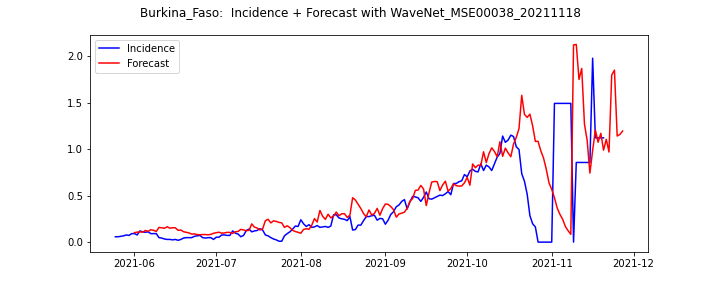 Burkina_Faso:  Incidence + Forecast with WaveNet_MSE00038_20211118
Incidence
Forecast
2.0
1.5
1.0
0.5
0.0
2021-06 2021-07 2021-08 2021-09 2021-10 2021-11 2021-12